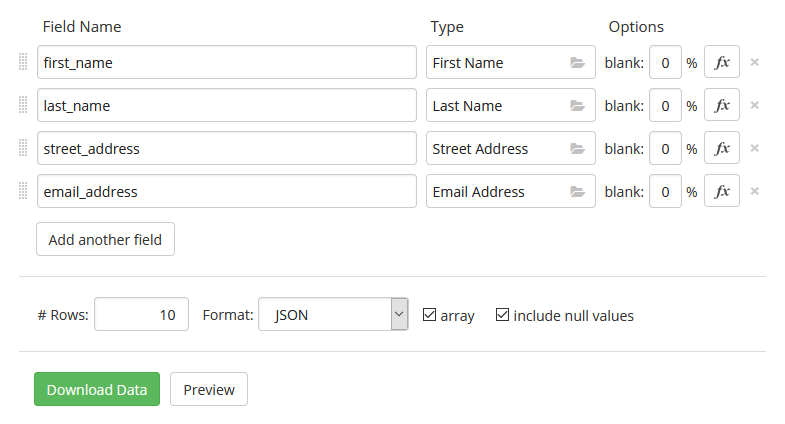 Field Name Type Options
first_name First Name blank: 0 % fx ×
last_name Last Name blank: 0 % fx ×
street_address Street Address blank: 0 % fx ×
email_address Email Address blank: 0 % fx ×
Add another field
# Rows: 10 Format: JSON array include null values
Download Data Preview